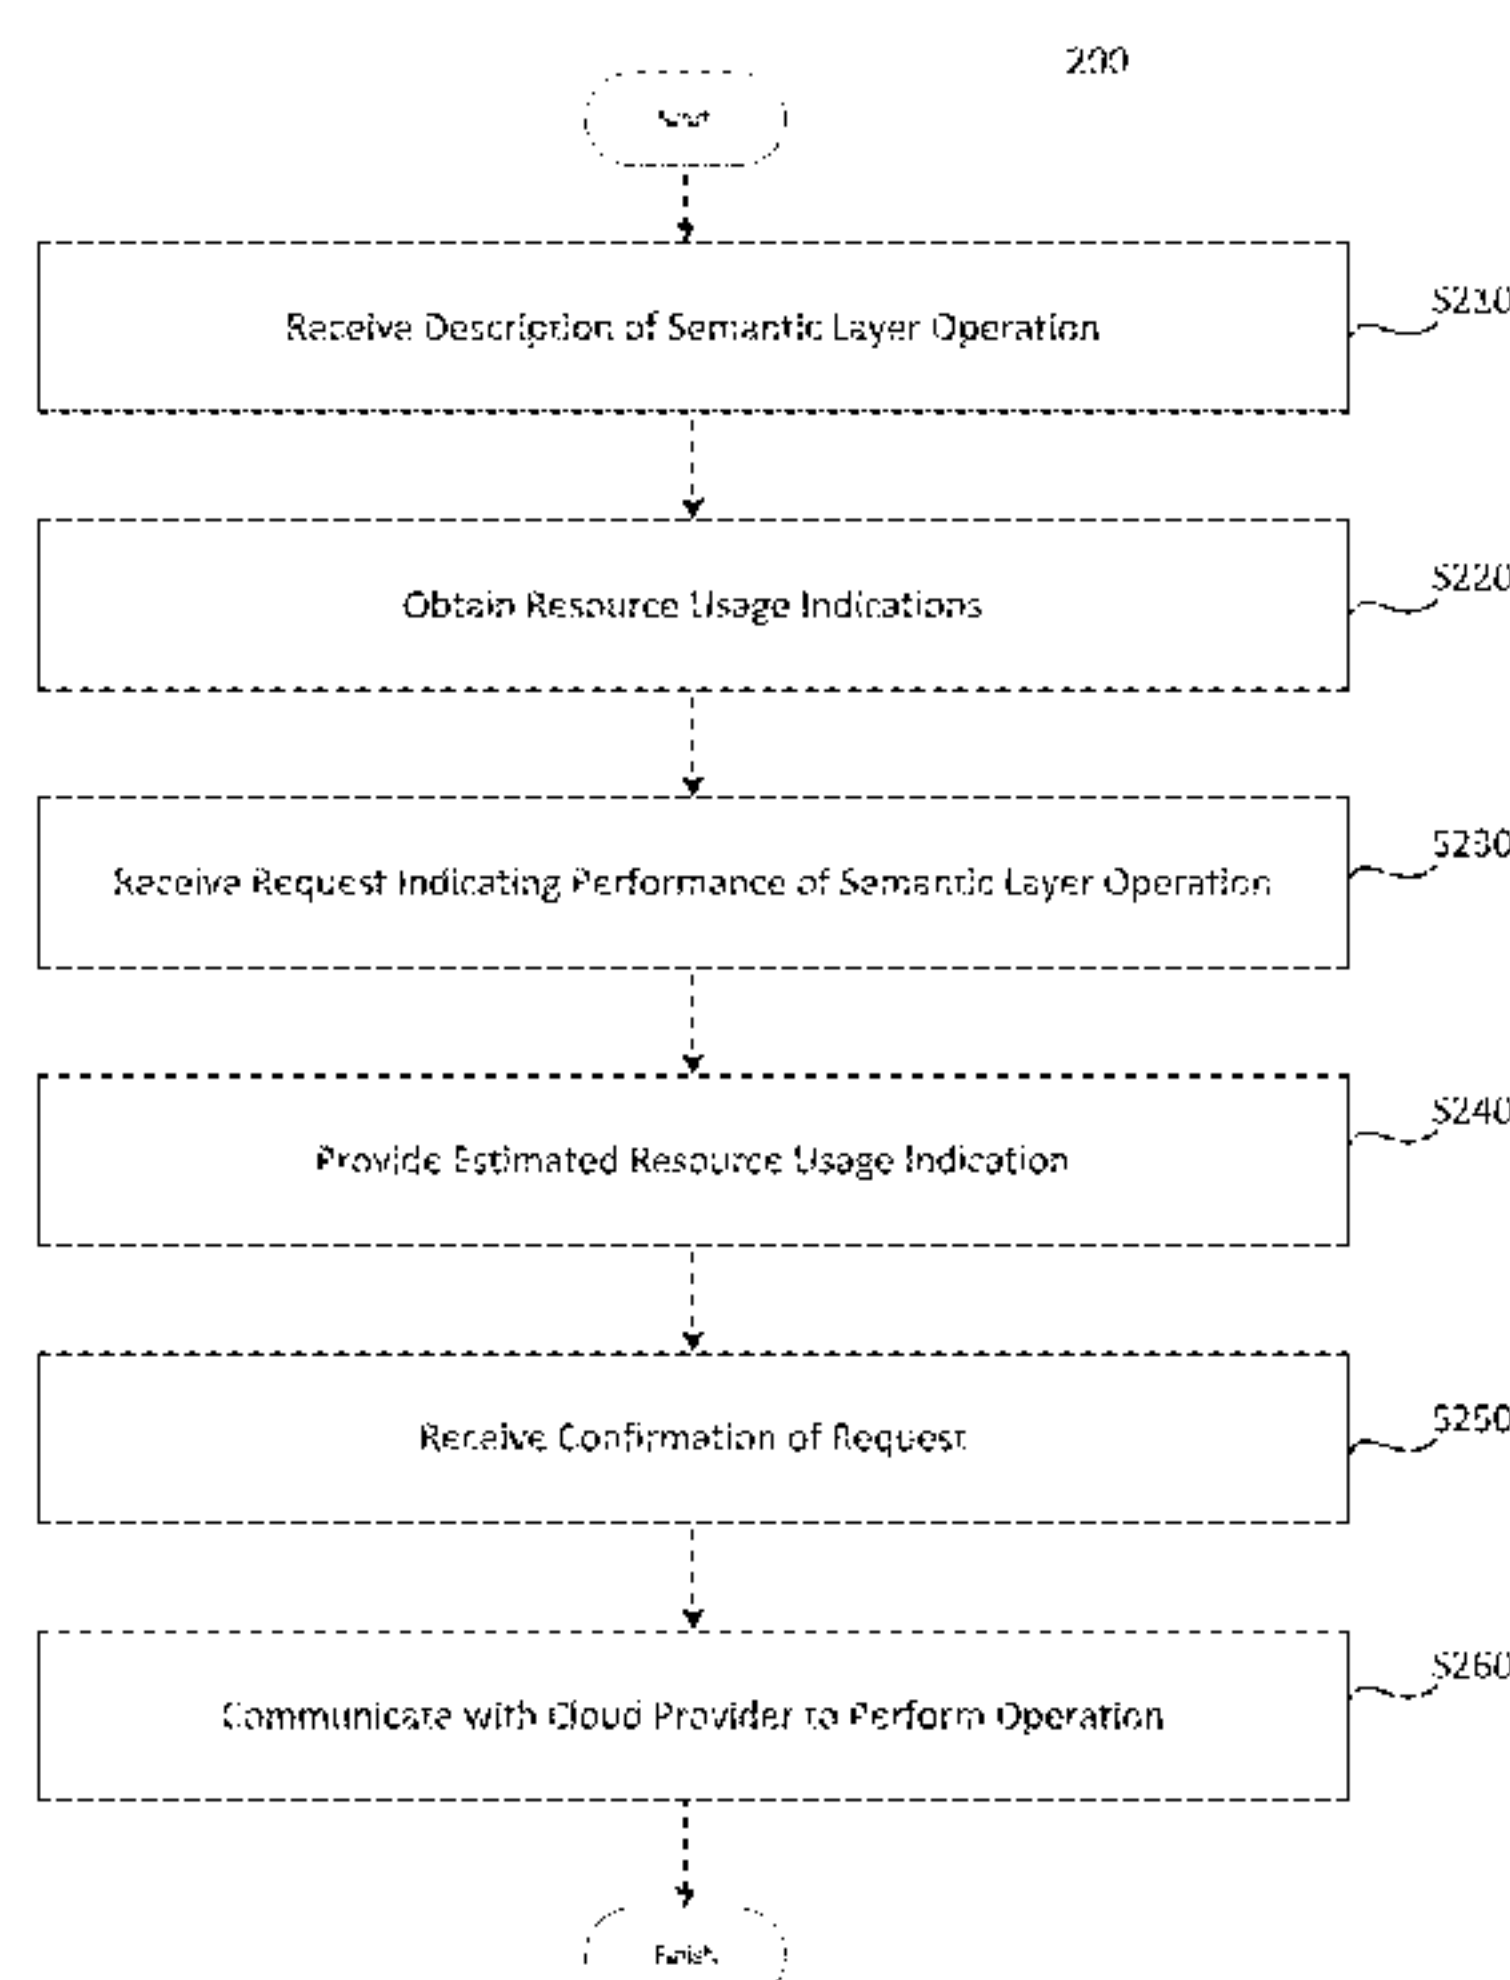 200
Start
Receive Description of Semantic Layer Operation
S210
Obtain Resource Usage Indications
S220
Receive Request Indicating Performance of Semantic Layer Operation
S230
Provide Estimated Resource Usage Indication
S240
Receive Confirmation of Request
S250
Communicate with Cloud Provider to Perform Operation
S260
Finish